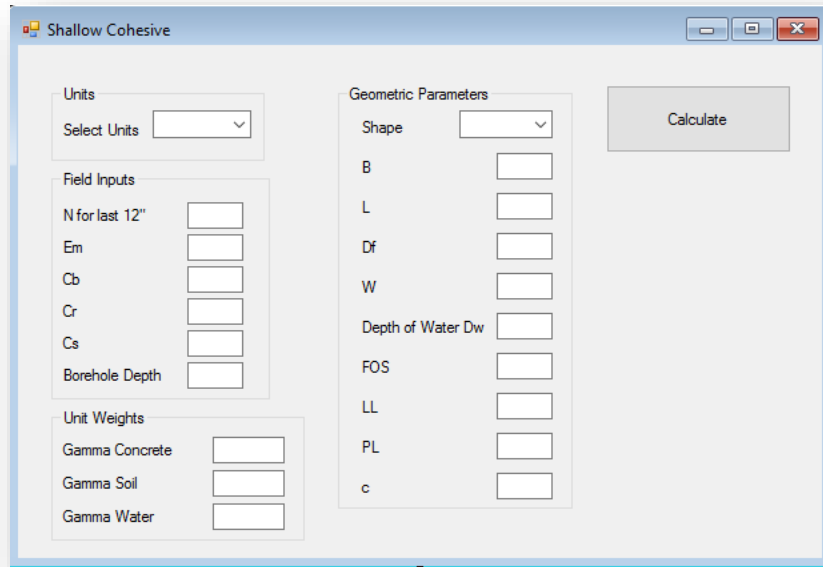 Shallow Cohesive
Units
Select Units
Field Inputs
N for last 12"
Em
Cb
Cr
Cs
Borehole Depth
Unit Weights
Gamma Concrete
Gamma Soil
Gamma Water
Geometric Parameters
Shape
B
L
Df
W
Depth of Water Dw
FOS
LL
PL
c
Calculate